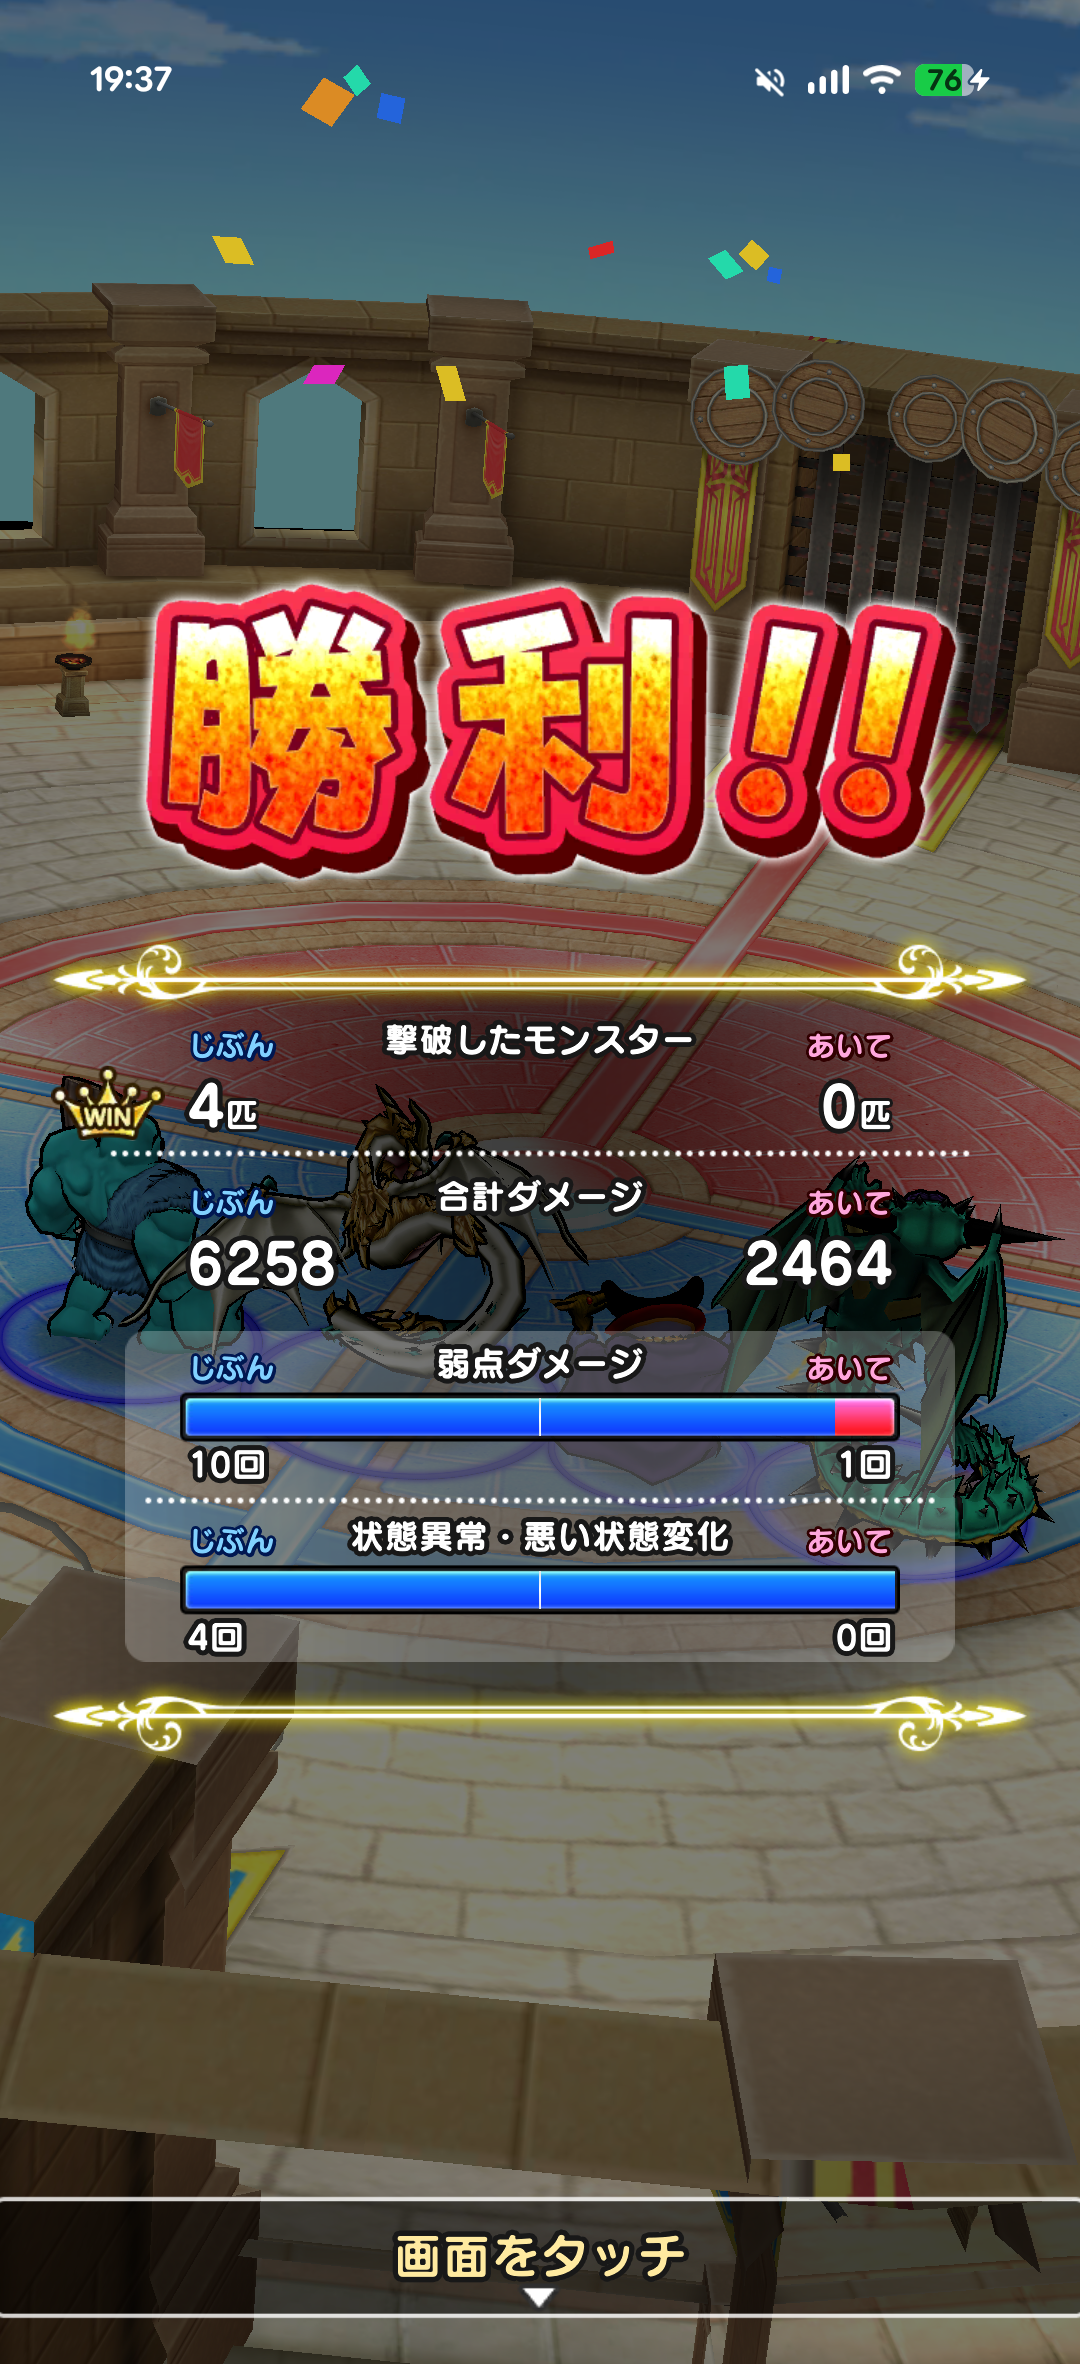 19:37
76
勝利!!
じぶん 撃破したモンスター あいて
WIN 4匹 0匹
じぶん 合計ダメージ あいて
6258 2464
じぶん 弱点ダメージ あいて
10回 1回
じぶん 状態異常・悪い状態変化 あいて
4回 0回
画面をタッチ